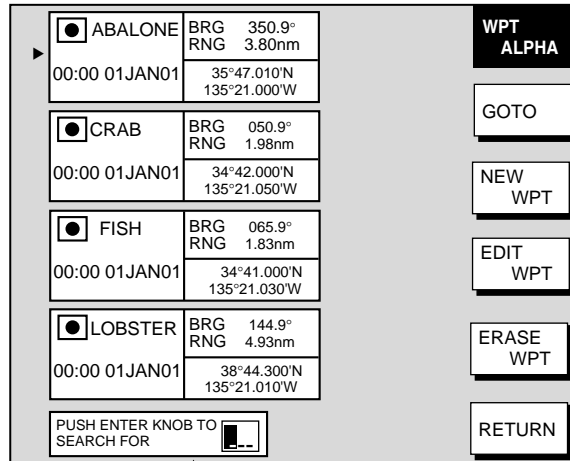 ABALONE BRG 350.9°
RNG 3.80nm
00:00 01JAN01 35°47.010'N
135°21.000'W
CRAB BRG 050.9°
RNG 1.98nm
00:00 01JAN01 34°42.000'N
135°21.050'W
FISH BRG 065.9°
RNG 1.83nm
00:00 01JAN01 34°41.000'N
135°21.030'W
LOBSTER BRG 144.9°
RNG 4.93nm
00:00 01JAN01 38°44.300'N
135°21.010'W
PUSH ENTER KNOB TO
SEARCH FOR
WPT
ALPHA
GOTO
NEW
WPT
EDIT
WPT
ERASE
WPT
RETURN